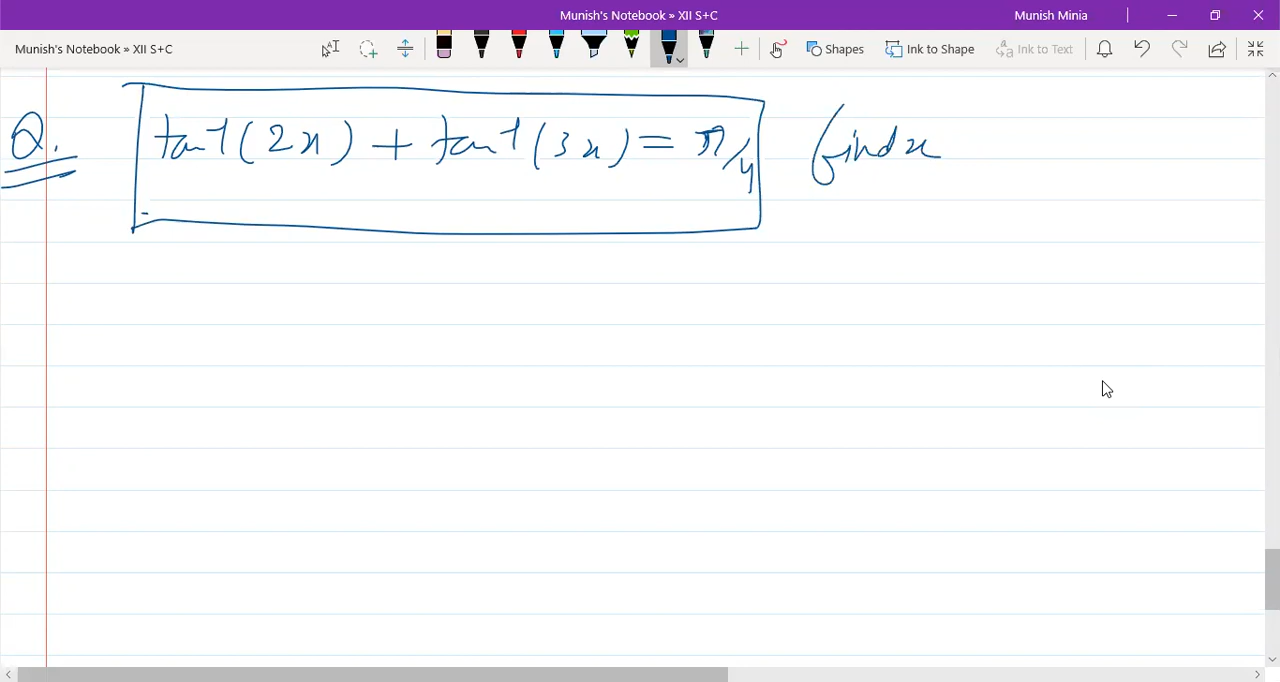 Munish's Notebook » XII S+C
Munish Minia
Munish's Notebook » XII S+C
Shapes
Ink to Shape
Ink to Text
Q. tan⁻¹(2x) + tan⁻¹(3x) = π/4 find x